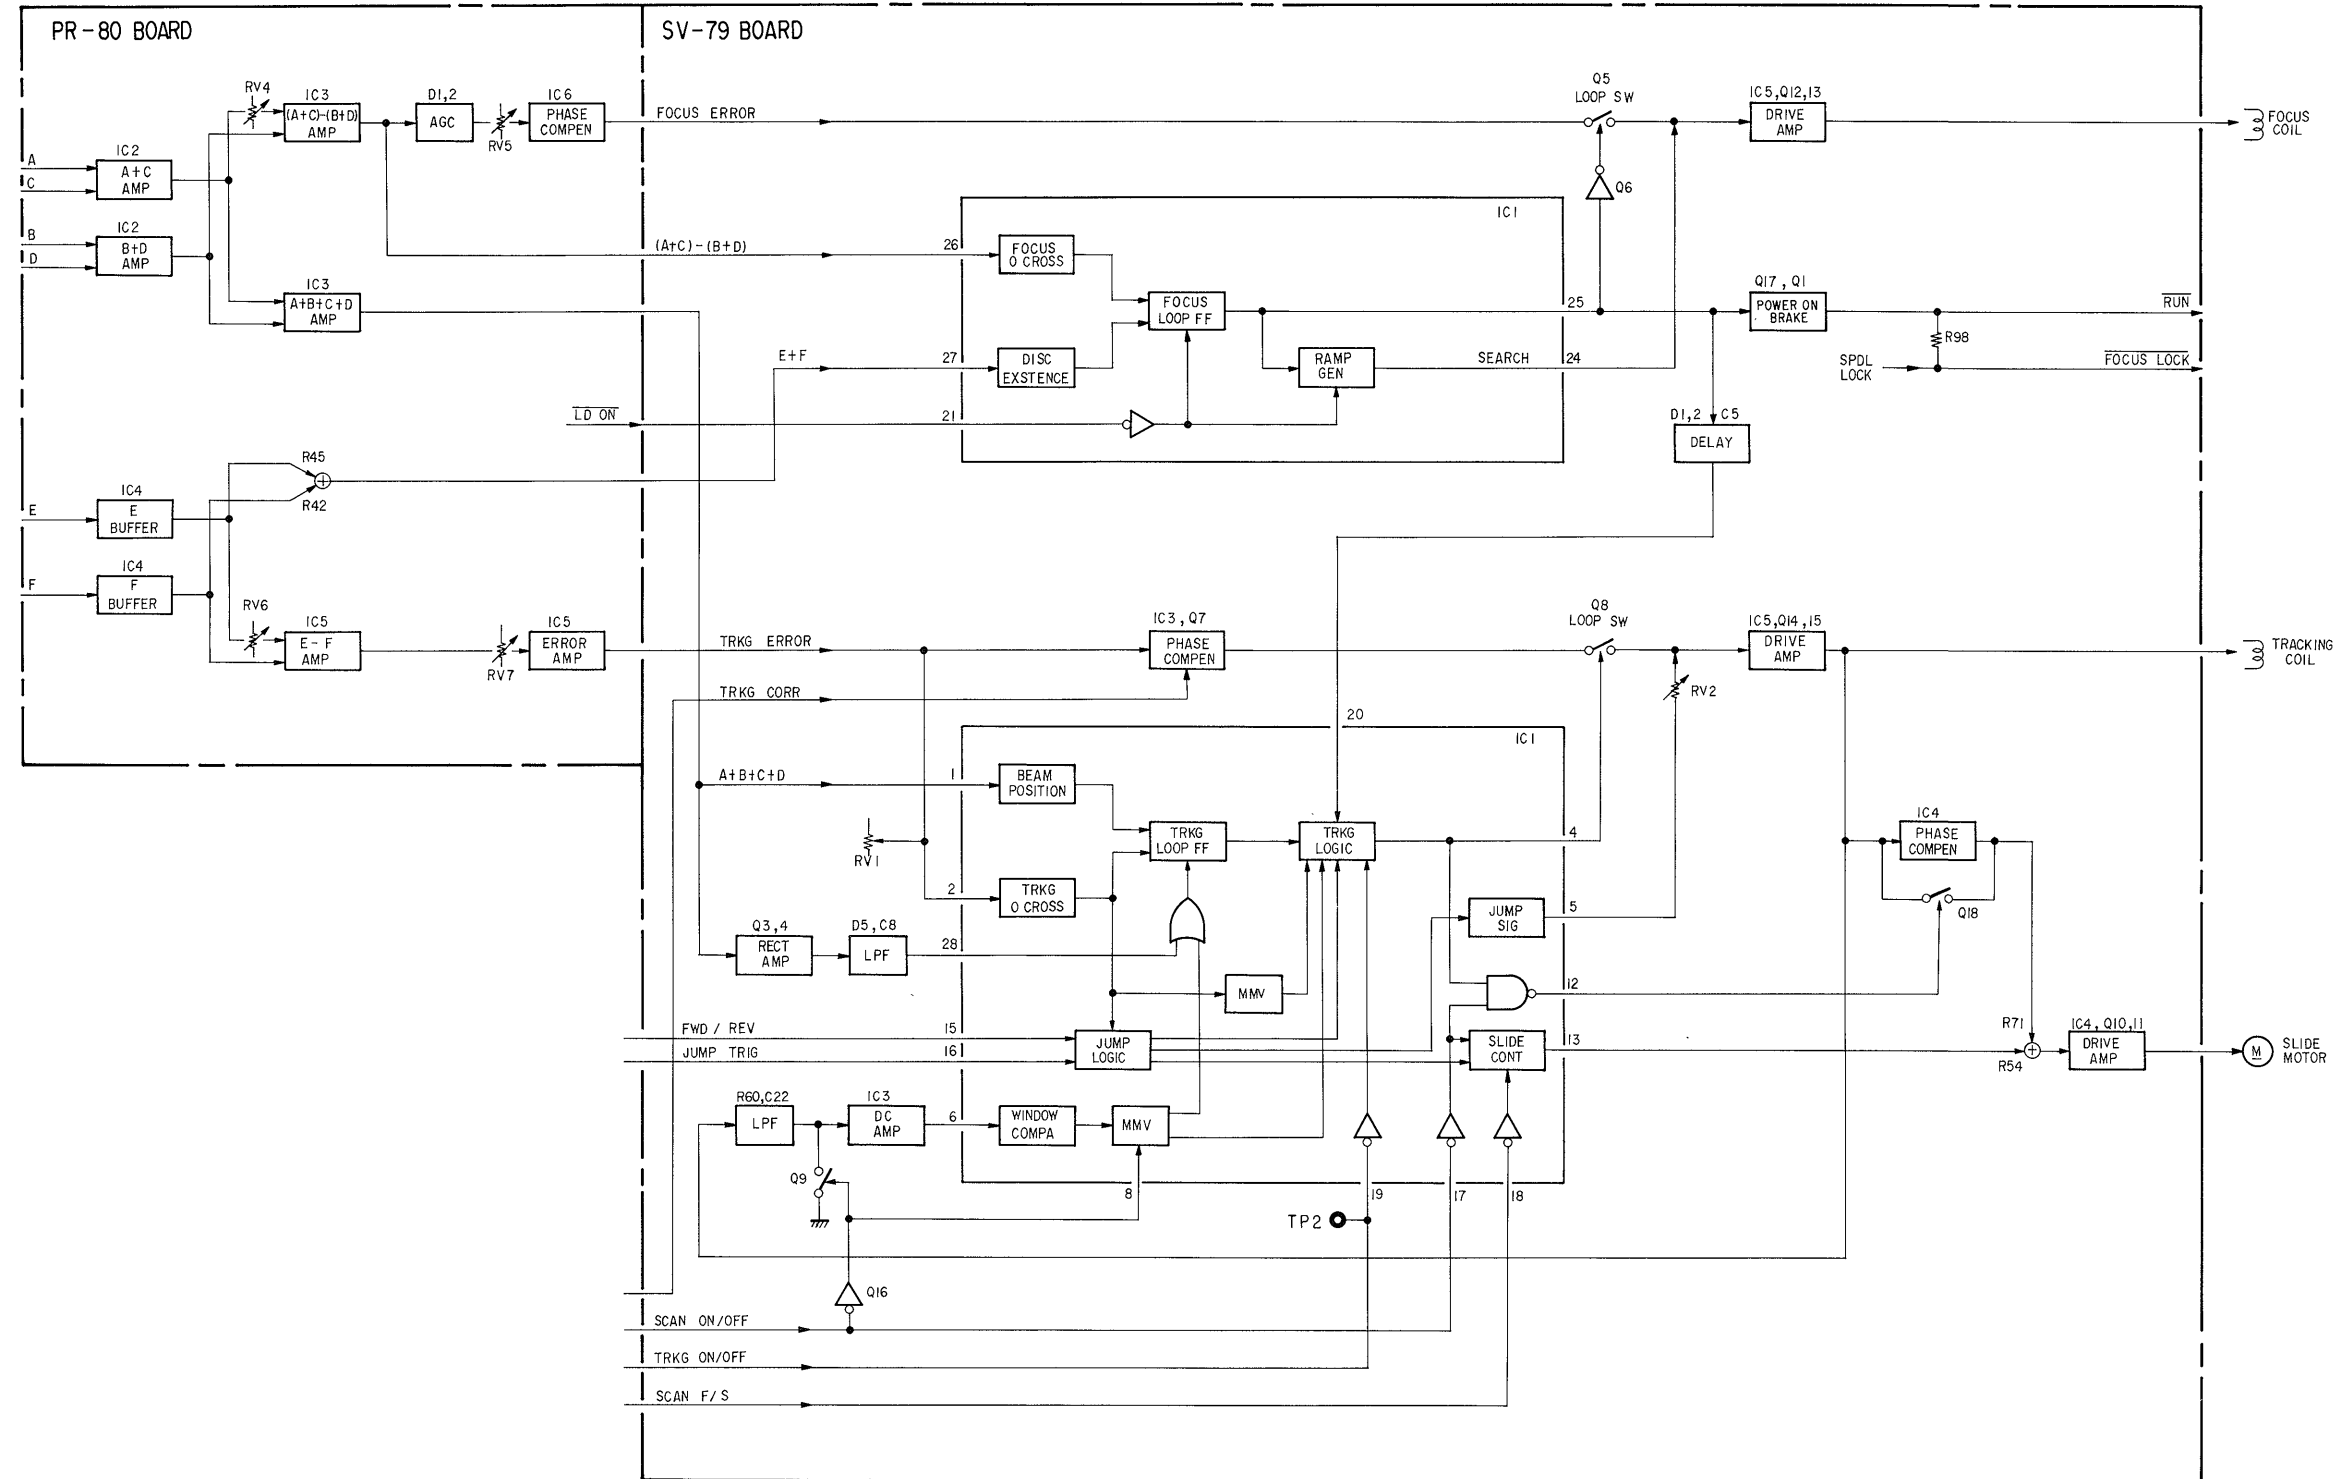 PR-80 BOARD
SV-79 BOARD
RV4
IC3
(A+C)-(B+D)
AMP
D1,2
AGC
RV5
IC6
PHASE
COMPEN
FOCUS ERROR
Q5
LOOP SW
IC5,Q12,13
DRIVE
AMP
FOCUS
COIL
A
C
IC2
A+C
AMP
B
D
IC2
B+D
AMP
IC3
A+B+C+D
AMP
Q6
IC1
(A+C)-(B+D)
26
FOCUS
O CROSS
FOCUS
LOOP FF
25
Q17, Q1
POWER ON
BRAKE
RUN
R98
E+F
27
DISC
EXSTENCE
RAMP
GEN
SEARCH
24
SPDL
LOCK
FOCUS LOCK
LD ON
21
D1,2 C5
DELAY
R45
R42
E
IC4
E
BUFFER
F
IC4
F
BUFFER
RV6
IC5
E-F
AMP
RV7
IC5
ERROR
AMP
TRKG ERROR
IC3, Q7
PHASE
COMPEN
Q8
LOOP SW
IC5,Q14,15
DRIVE
AMP
TRACKING
COIL
TRKG CORR
RV2
20
IC1
A+B+C+D
1
BEAM
POSITION
RV1
TRKG
LOOP FF
TRKG
LOGIC
4
IC4
PHASE
COMPEN
2
TRKG
O CROSS
JUMP
SIG
5
Q18
Q3,4
RECT
AMP
D5,C8
LPF
28
MMV
12
FWD / REV
15
JUMP TRIG
16
JUMP
LOGIC
SLIDE
CONT
13
R71
R54
IC4, Q10,11
DRIVE
AMP
M
SLIDE
MOTOR
R60,C22
LPF
IC3
DC
AMP
6
WINDOW
COMPA
MMV
Q9
8
19
17
18
TP2
Q16
SCAN ON/OFF
TRKG ON/OFF
SCAN F/S